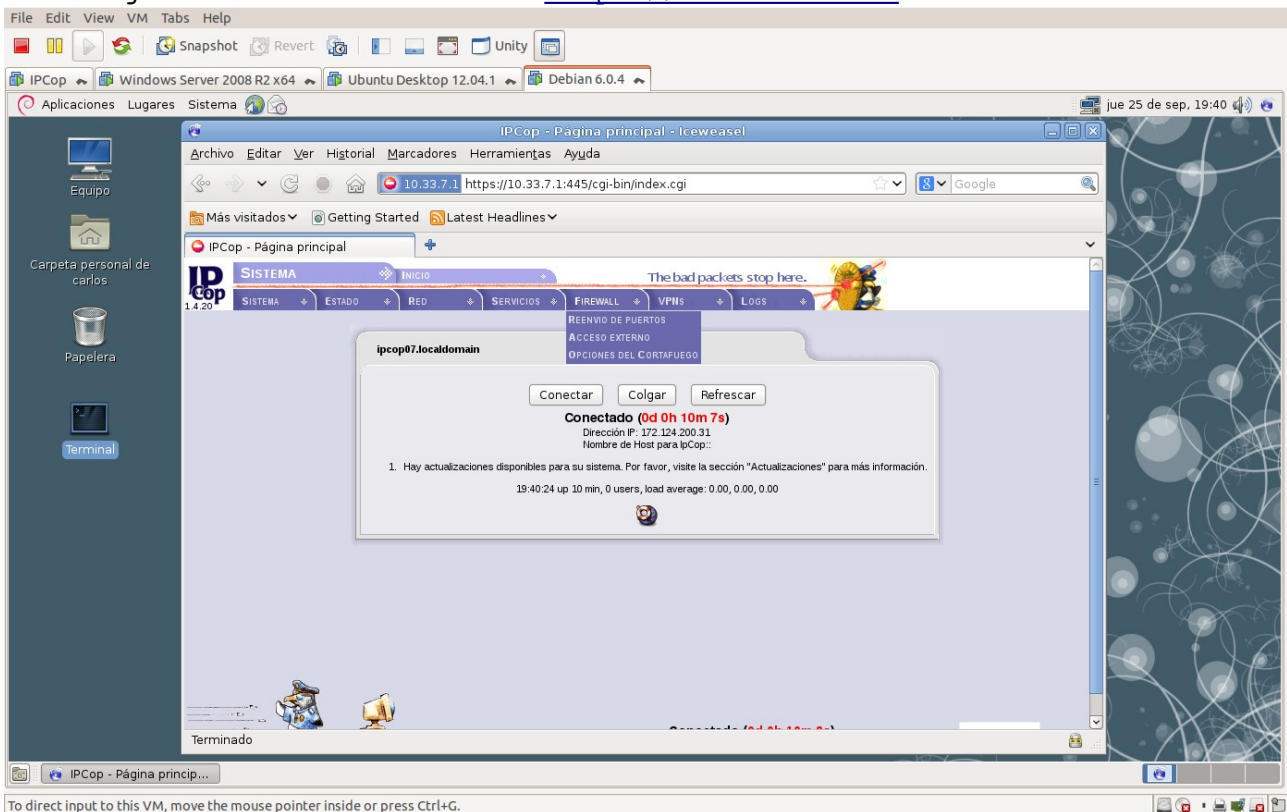 File Edit View VM Tabs Help
Snapshot Revert Unity
IPCop Windows Server 2008 R2 x64 Ubuntu Desktop 12.04.1 Debian 6.0.4
Aplicaciones Lugares Sistema jue 25 de sep, 19:40
IPCop - Página principal - Iceweasel
Archivo Editar Ver Historial Marcadores Herramientas Ayuda
10.33.7.1 https://10.33.7.1:445/cgi-bin/index.cgi Google
Más visitados Getting Started Latest Headlines
IPCop - Página principal
Equipo
Carpeta personal de
carlos
Papelera
Terminal
IP
Cop
1.4.20
SISTEMA INICIO The bad packets stop here.
SISTEMA ESTADO RED SERVICIOS FIREWALL VPNS LOGS
REENVIO DE PUERTOS
ACCESO EXTERNO
OPCIONES DEL CORTAFUEGO
ipcop07.localdomain
Conectar Colgar Refrescar
Conectado (0d 0h 10m 7s)
Dirección IP: 172.124.200.31
Nombre de Host para IpCop::
1. Hay actualizaciones disponibles para su sistema. Por favor, visite la sección "Actualizaciones" para más información.
19:40:24 up 10 min, 0 users, load average: 0.00, 0.00, 0.00
Terminado
IPCop - Página princip...
To direct input to this VM, move the mouse pointer inside or press Ctrl+G.